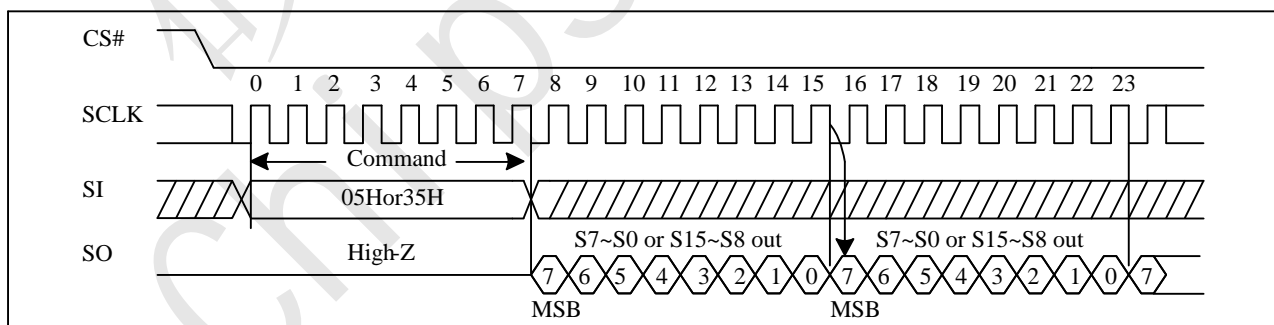 CS#
0 1 2 3 4 5 6 7 8 9 10 11 12 13 14 15 16 17 18 19 20 21 22 23
SCLK
Command
SI
05Hor35H
S7~S0 or S15~S8 out S7~S0 or S15~S8 out
SO
High-Z
7 6 5 4 3 2 1 0 7 6 5 4 3 2 1 0 7
MSB MSB